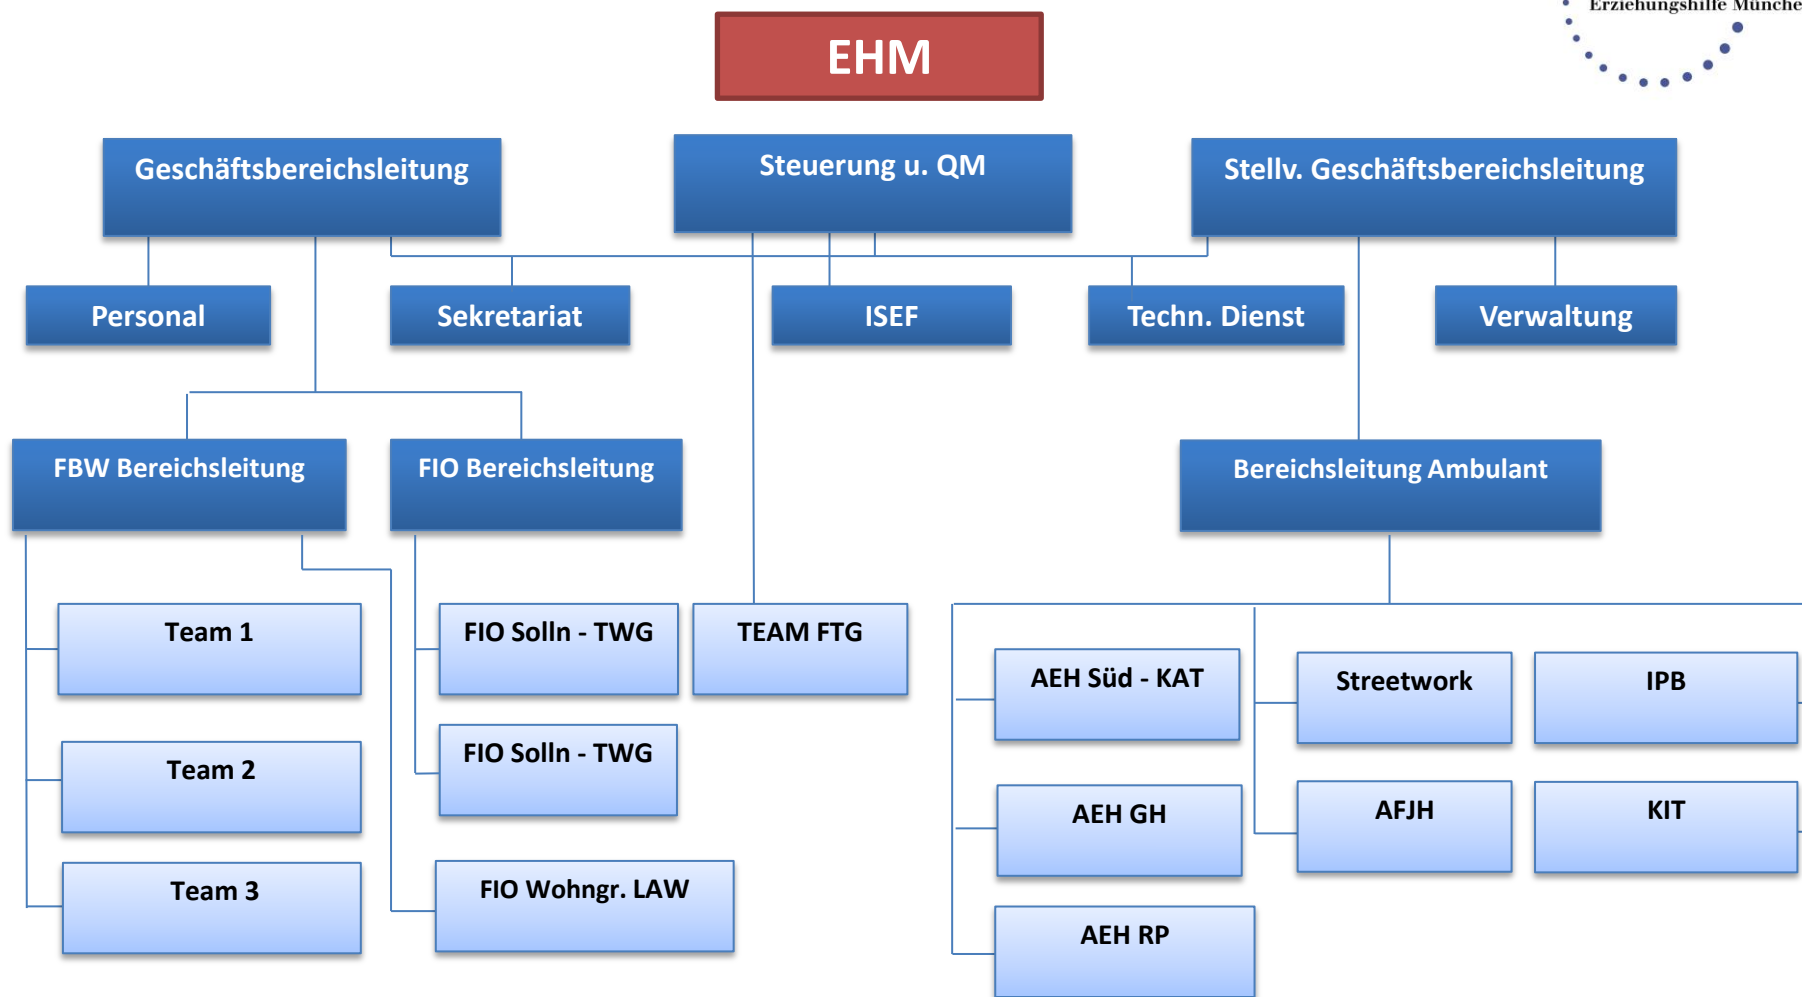 Erziehungshilfe Münche
EHM
Geschäftsbereichsleitung
Steuerung u. QM
Stellv. Geschäftsbereichsleitung
Personal
Sekretariat
ISEF
Techn. Dienst
Verwaltung
FBW Bereichsleitung
FIO Bereichsleitung
Bereichsleitung Ambulant
Team 1
FIO Solln - TWG
TEAM FTG
AEH Süd - KAT
Streetwork
IPB
Team 2
FIO Solln - TWG
AEH GH
AFJH
KIT
Team 3
FIO Wohngr. LAW
AEH RP